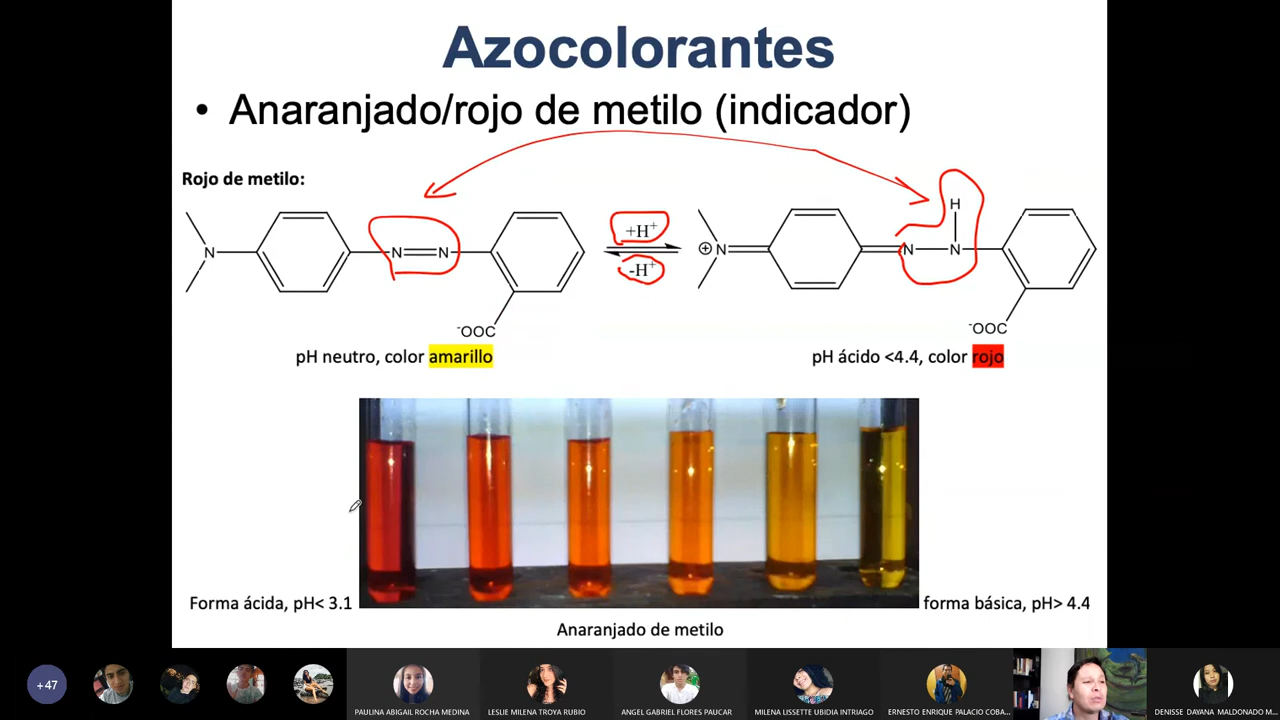 Azocolorantes
• Anaranjado/rojo de metilo (indicador)
Rojo de metilo:
N
N
N
-OOC
+H+
-H+
⊕N
N
N
H
-OOC
pH neutro, color amarillo
pH ácido <4.4, color rojo
Forma ácida, pH< 3.1
forma básica, pH> 4.4
Anaranjado de metilo
+47
PAULINA ABIGAIL ROCHA MEDINA
LESLIE MILENA TROYA RUBIO
ANGEL GABRIEL FLORES PAUCAR
MILENA LISSETTE UBIDIA INTRIAGO
ERNESTO ENRIQUE PALACIO COBA...
DENISSE DAYANA MALDONADO M...